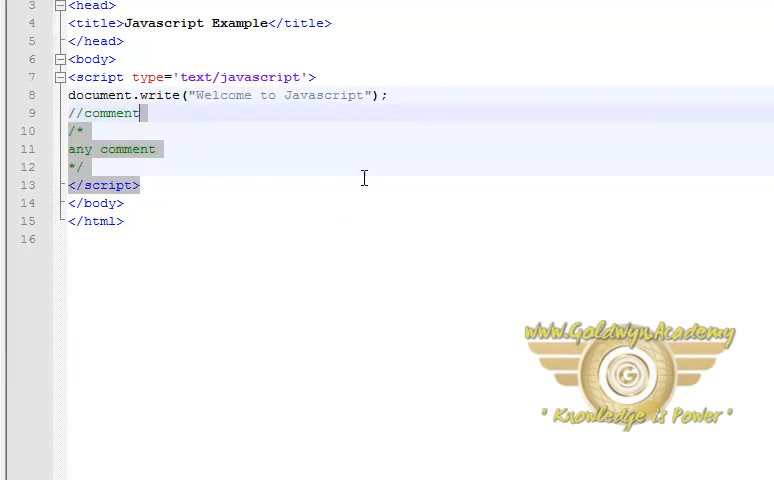 3 <head>
4 <title>Javascript Example</title>
5 </head>
6 <body>
7 <script type='text/javascript'>
8 document.write("Welcome to Javascript");
9 //comment
10 /*
11 any comment
12 */
13 </script>
14 </body>
15 </html>
16
www.GoldwynAcademy
G
" Knowledge is Power "